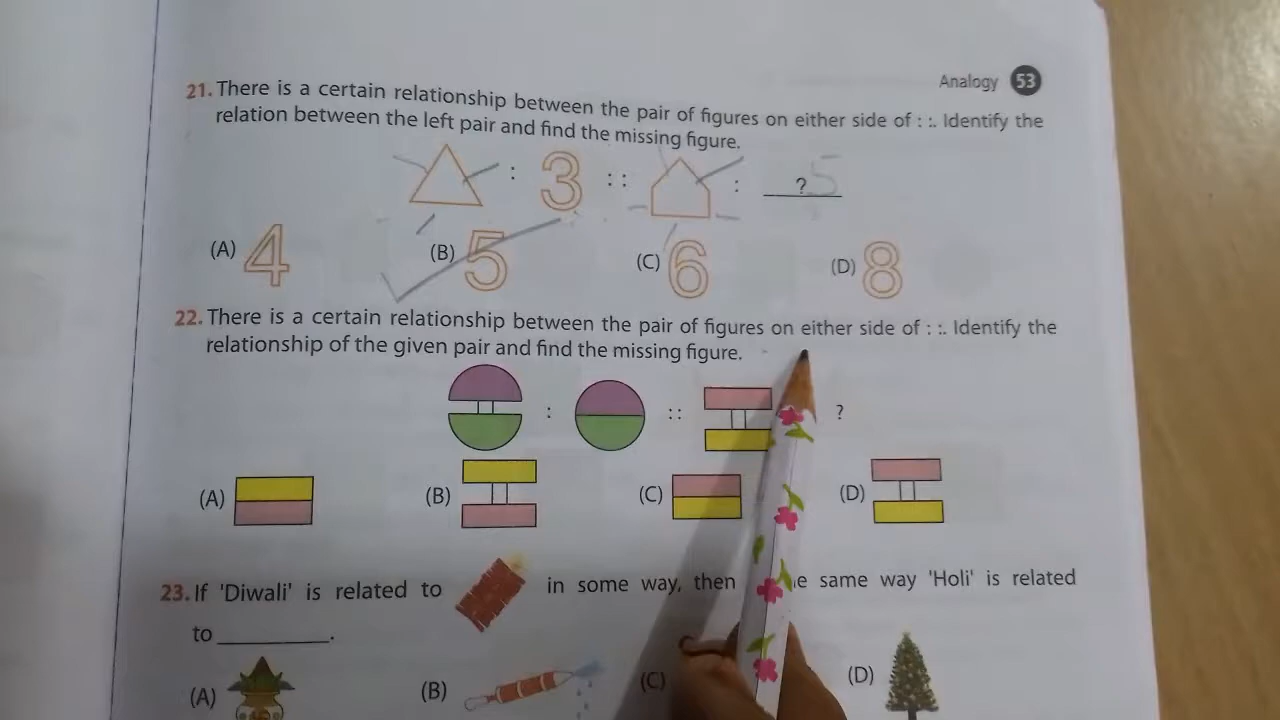 Analogy 53
21. There is a certain relationship between the pair of figures on either side of : :. Identify the
relation between the left pair and find the missing figure.
: 3 :: : ? 5
(A) 4 (B) 5 (C) 6 (D) 8
22. There is a certain relationship between the pair of figures on either side of : :. Identify the
relationship of the given pair and find the missing figure.
: :: ?
(A) (B) (C) (D)
23. If 'Diwali' is related to in some way, then same way 'Holi' is related
to ________.
(A) (B) (C) (D)